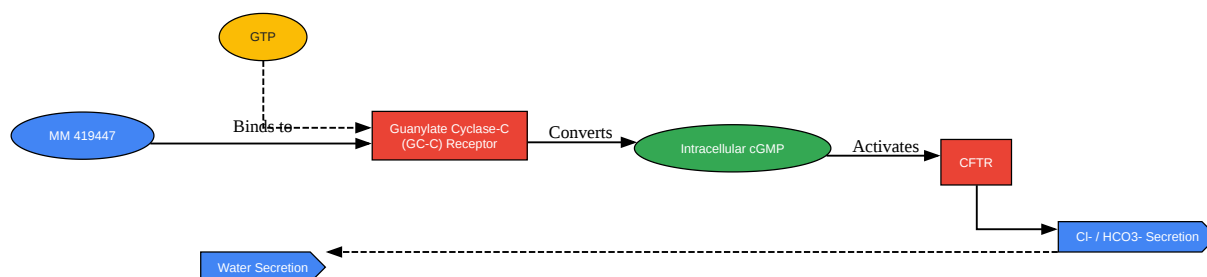 GTP
MM 419447
Binds to
Guanylate Cyclase-C
(GC-C) Receptor
Converts
Intracellular cGMP
Activates
CFTR
Cl- / HCO3- Secretion
Water Secretion